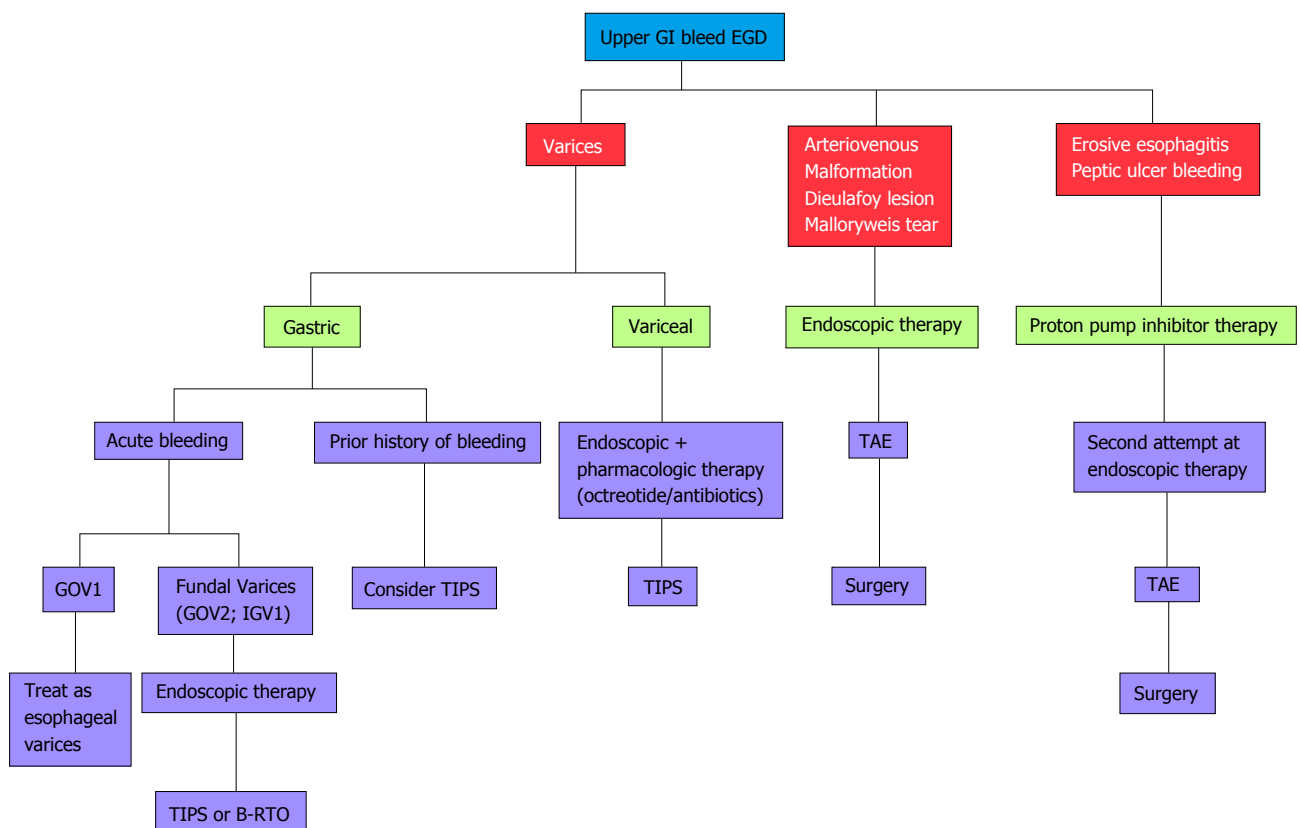 Upper GI bleed EGD
Varices
Arteriovenous
Malformation
Dieulafoy lesion
Malloryweis tear
Erosive esophagitis
Peptic ulcer bleeding
Gastric
Variceal
Endoscopic therapy
Proton pump inhibitor therapy
Acute bleeding
Prior history of bleeding
Endoscopic +
pharmacologic therapy
(octreotide/antibiotics)
TAE
Second attempt at
endoscopic therapy
GOV1
Fundal Varices
(GOV2; IGV1)
Consider TIPS
TIPS
Surgery
TAE
Treat as
esophageal
varices
Endoscopic therapy
Surgery
TIPS or B-RTO